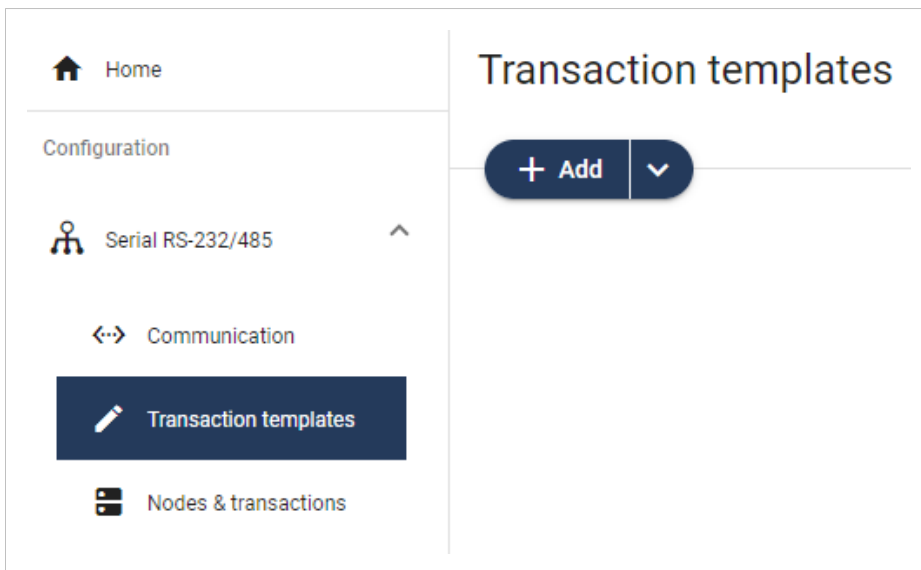 Home
Configuration
Serial RS-232/485
Communication
Transaction templates
Nodes & transactions
Transaction templates
Add